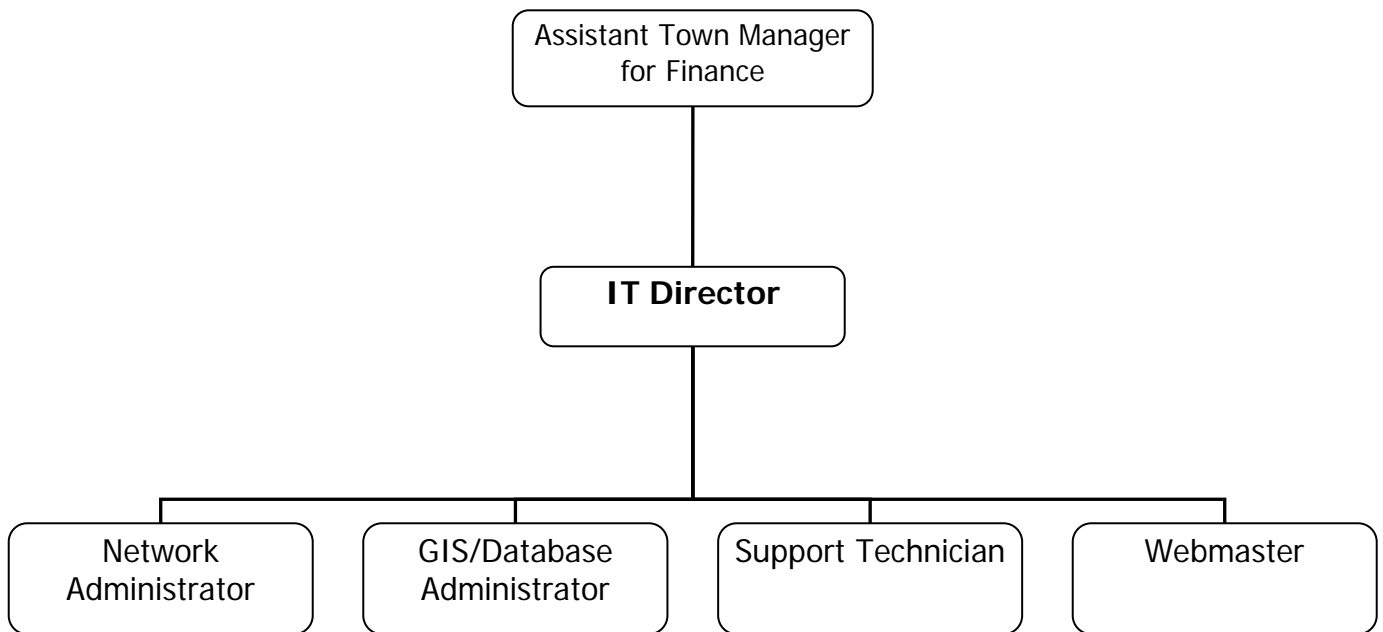 Assistant Town Manager
for Finance
IT Director
Network
Administrator
GIS/Database
Administrator
Support Technician
Webmaster